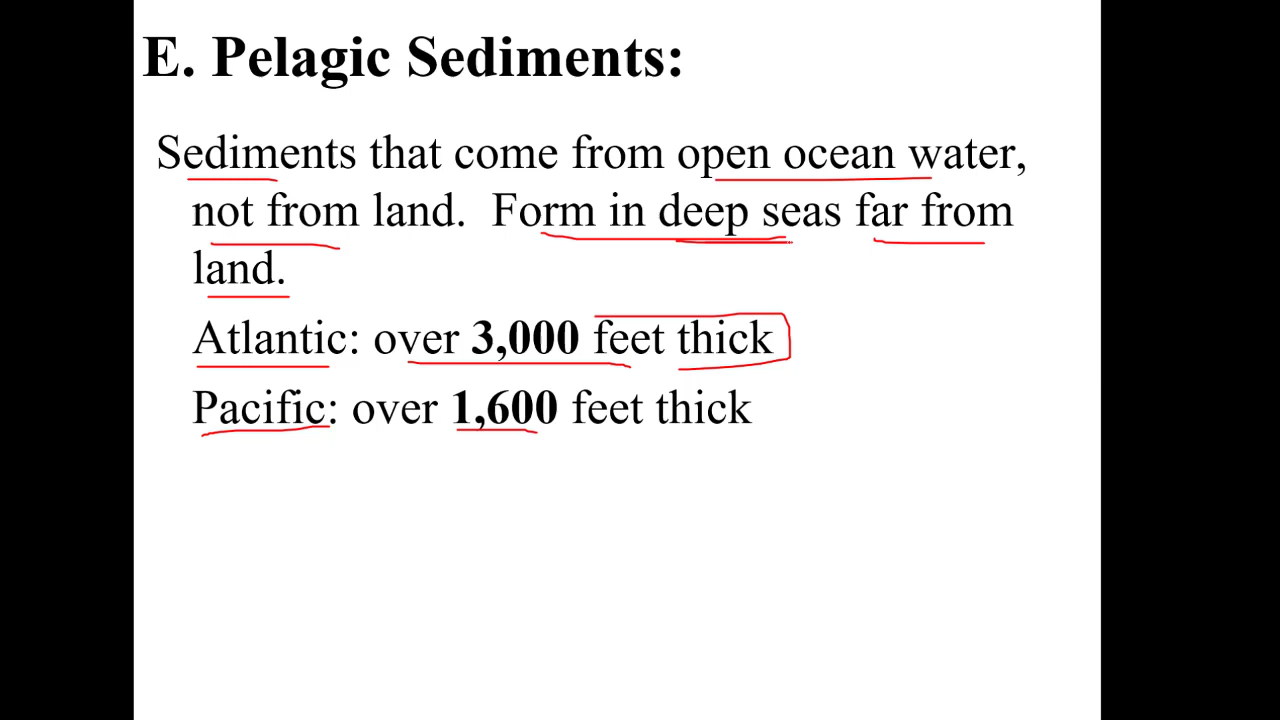 E. Pelagic Sediments:
Sediments that come from open ocean water,
not from land. Form in deep seas far from
land.
Atlantic: over 3,000 feet thick
Pacific: over 1,600 feet thick